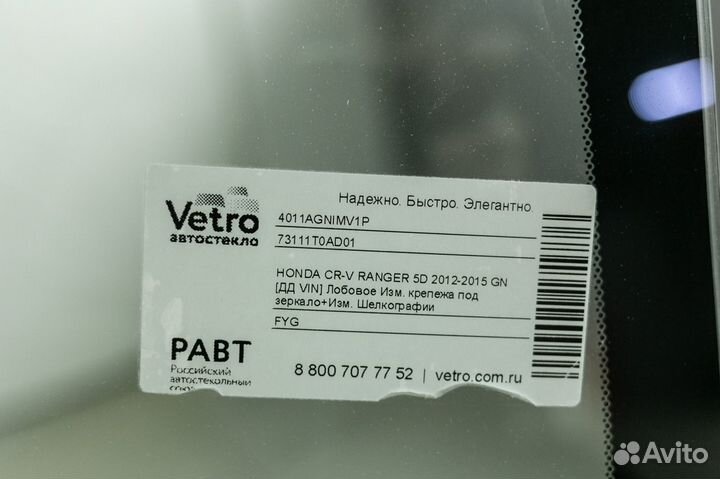 Vetro
автостекло
Надежно. Быстро. Элегантно.
4011AGNIMV1P
73111T0AD01
HONDA CR-V RANGER 5D 2012-2015 GN
[ДД VIN] Лобовое Изм. крепежа под
зеркало+Изм. Шелкографии
FYG
РАВТ
Российский
автостекольный
союз
8 800 707 77 52 | vetro.com.ru
Avito